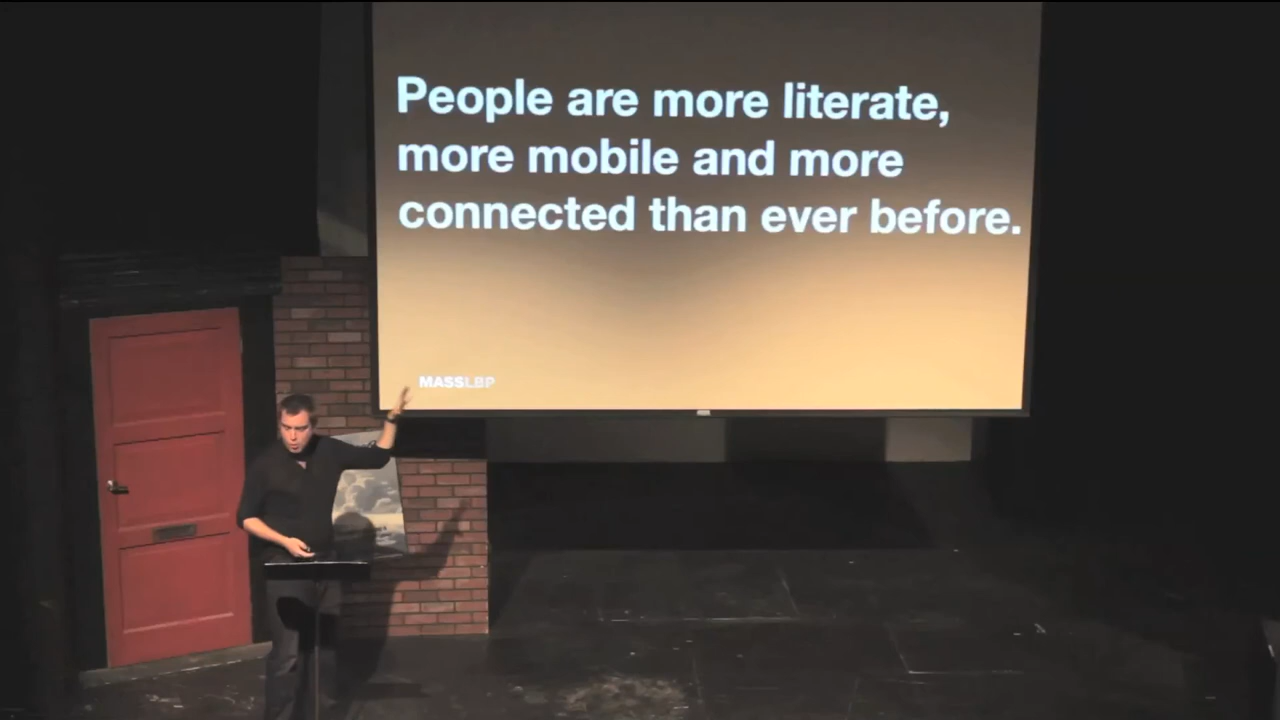 People are more literate,
more mobile and more
connected than ever before.
MASSLBP